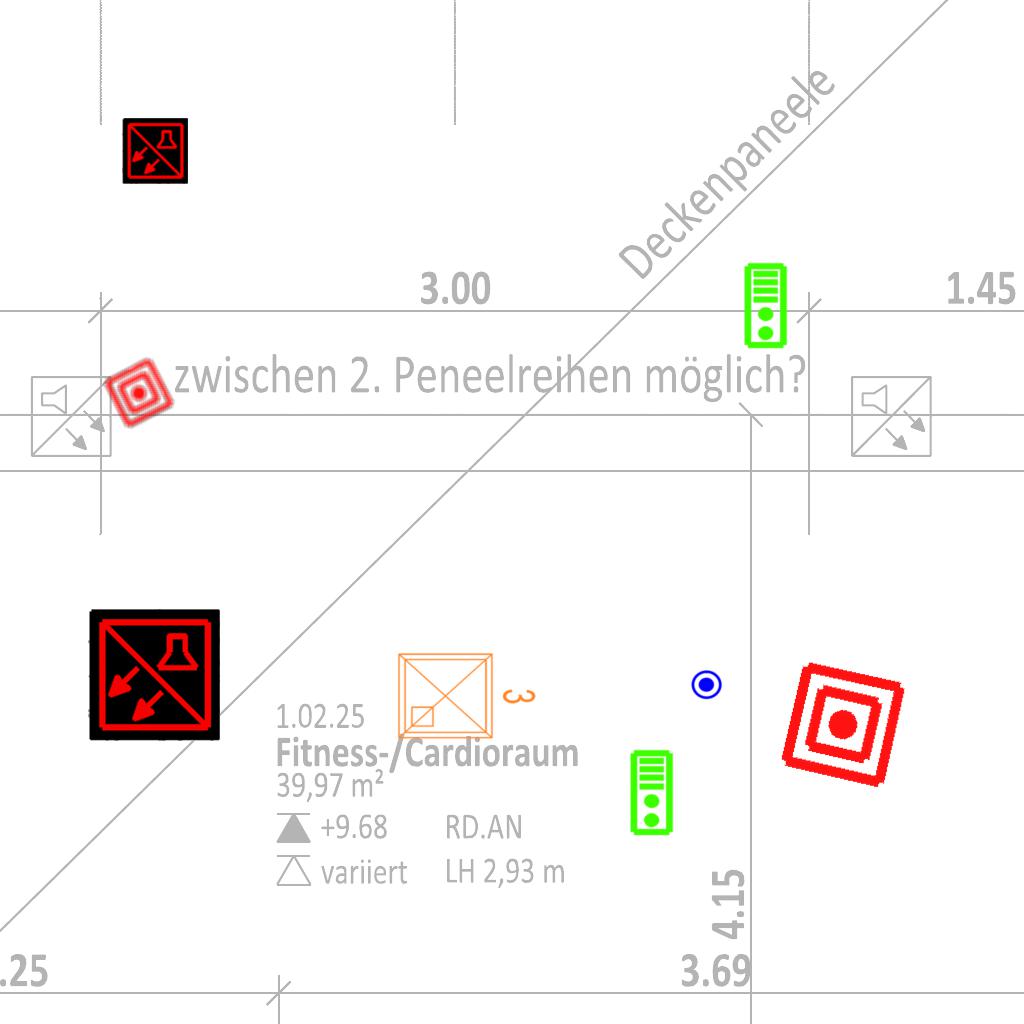 Deckenpaneele
3.00
1.45
zwischen 2. Peneelreihen möglich?
3
1.02.25
Fitness-/Cardioraum
39,97 m²
+9.68 RD.AN
variiert LH 2,93 m
4.15
.25
3.69